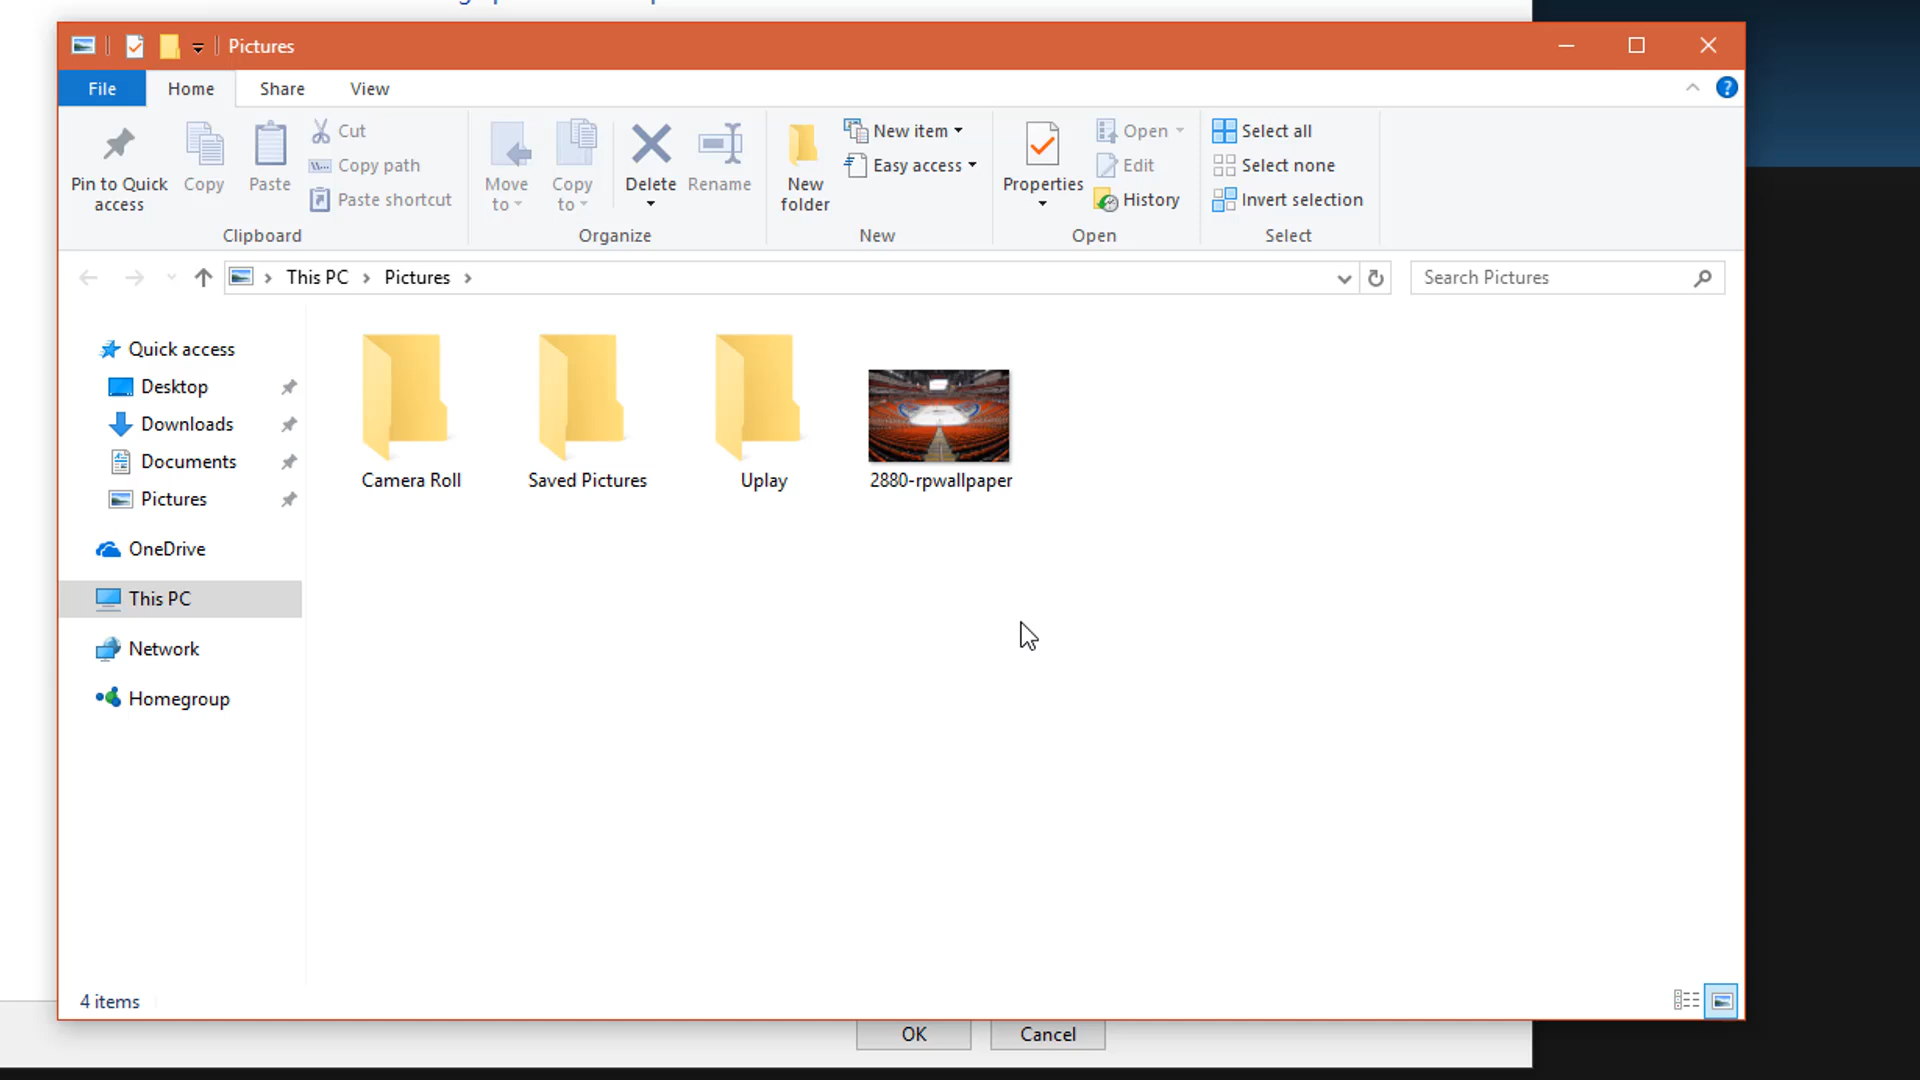 Pictures
File Home Share View
Pin to Quick access
Copy
Paste
Cut
Copy path
Paste shortcut
Clipboard
Move to
Copy to
Delete
Rename
Organize
New folder
New item
Easy access
New
Properties
Open
Edit
History
Open
Select all
Select none
Invert selection
Select
This PC Pictures
Search Pictures
Quick access
Desktop
Downloads
Documents
Pictures
OneDrive
This PC
Network
Homegroup
Camera Roll
Saved Pictures
Uplay
2880-rpwallpaper
4 items
OK Cancel